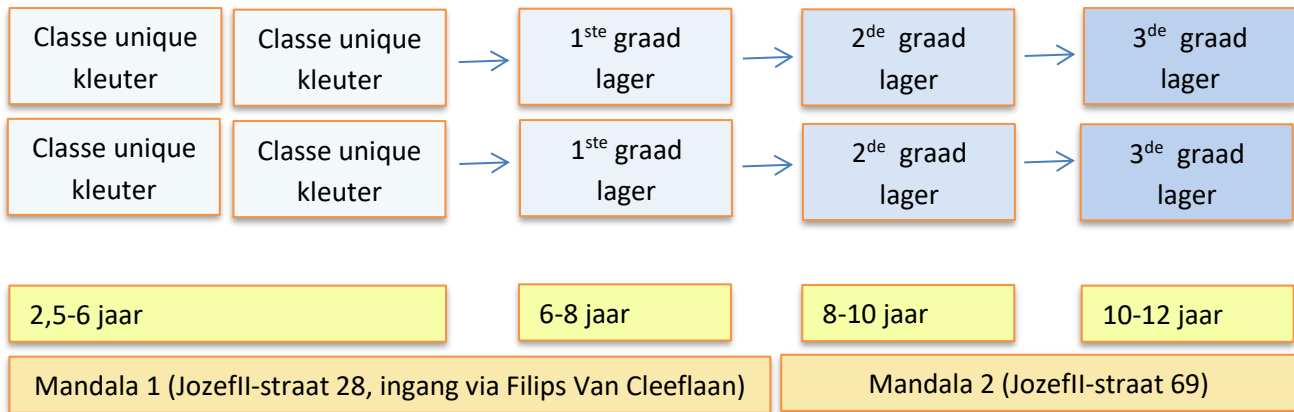 Classe unique
kleuter
Classe unique
kleuter
1ste graad
lager
2de graad
lager
3de graad
lager
Classe unique
kleuter
Classe unique
kleuter
1ste graad
lager
2de graad
lager
3de graad
lager
2,5-6 jaar
6-8 jaar
8-10 jaar
10-12 jaar
Mandala 1 (JozefII-straat 28, ingang via Filips Van Cleeflaan)
Mandala 2 (JozefII-straat 69)